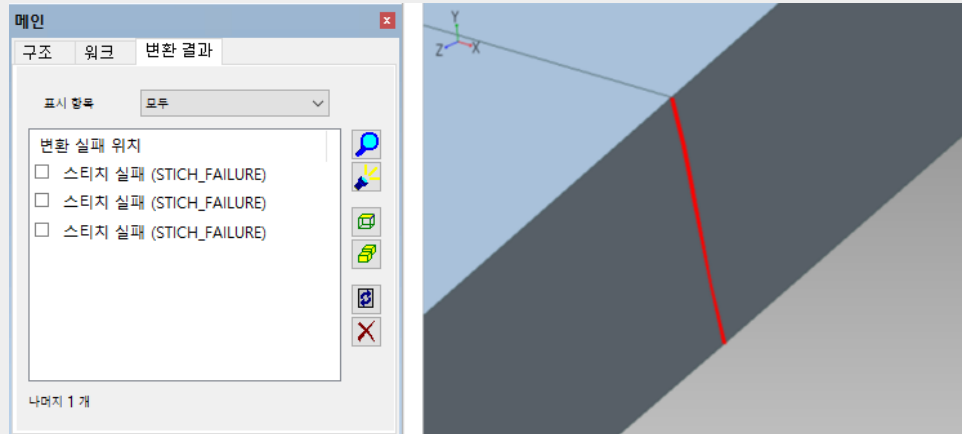 메인
구조 워크 변환 결과
표시 항목 모두
변환 실패 위치
스티치 실패 (STICH_FAILURE)
스티치 실패 (STICH_FAILURE)
스티치 실패 (STICH_FAILURE)
나머지 1 개
Y
Z X